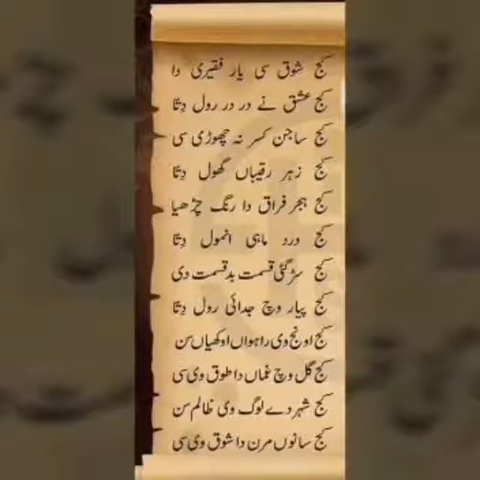 کج شوق سی یار فقیری دا
کج عشق نے در در رول دتا
کج ساجن کسر نہ چھوڑی سی
کج زہر رقیباں گھول دتا
کج ہجر فراق دا رنگ چڑھیا
کج درد ماہی انمول دتا
کج سڑ گئی قسمت بدقسمت دی
کج پیار وچ جدائی رول دتا
کج اونج وی راہواں اوکھیاں سن
کج گل وچ غماں دا طوق وی سی
کج شہر دے لوگ وی ظالم سن
کج سانوں مرن دا شوق وی سی